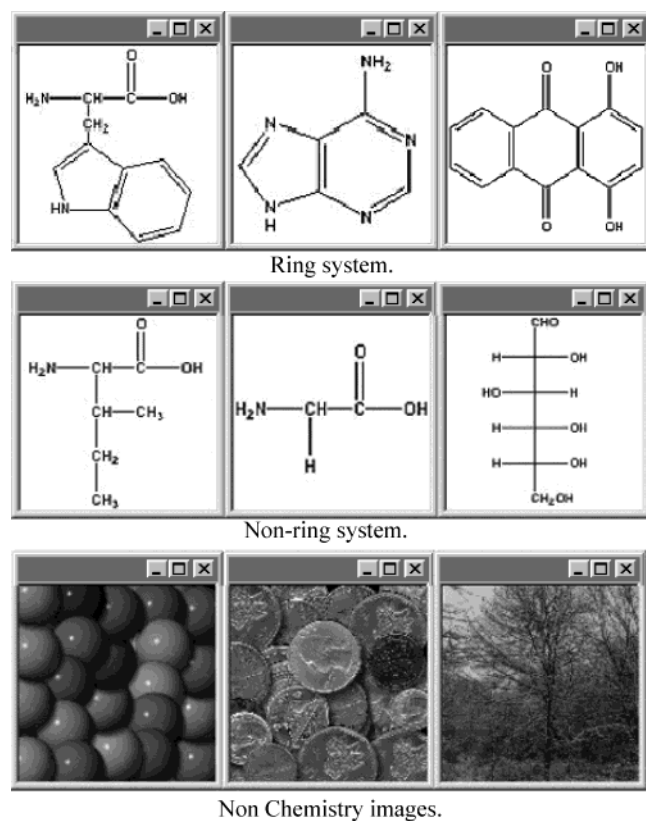 O
H₂N CH C OH
CH₂
HN
NH₂
N N
N N
H
O OH
O OH
Ring system.
O
H₂N CH C OH
CH₃
CH₂
CH₃
O
H₂N CH C OH
H
CHO
H OH
HO H
H OH
H OH
CH₂OH
Non-ring system.
Non Chemistry images.